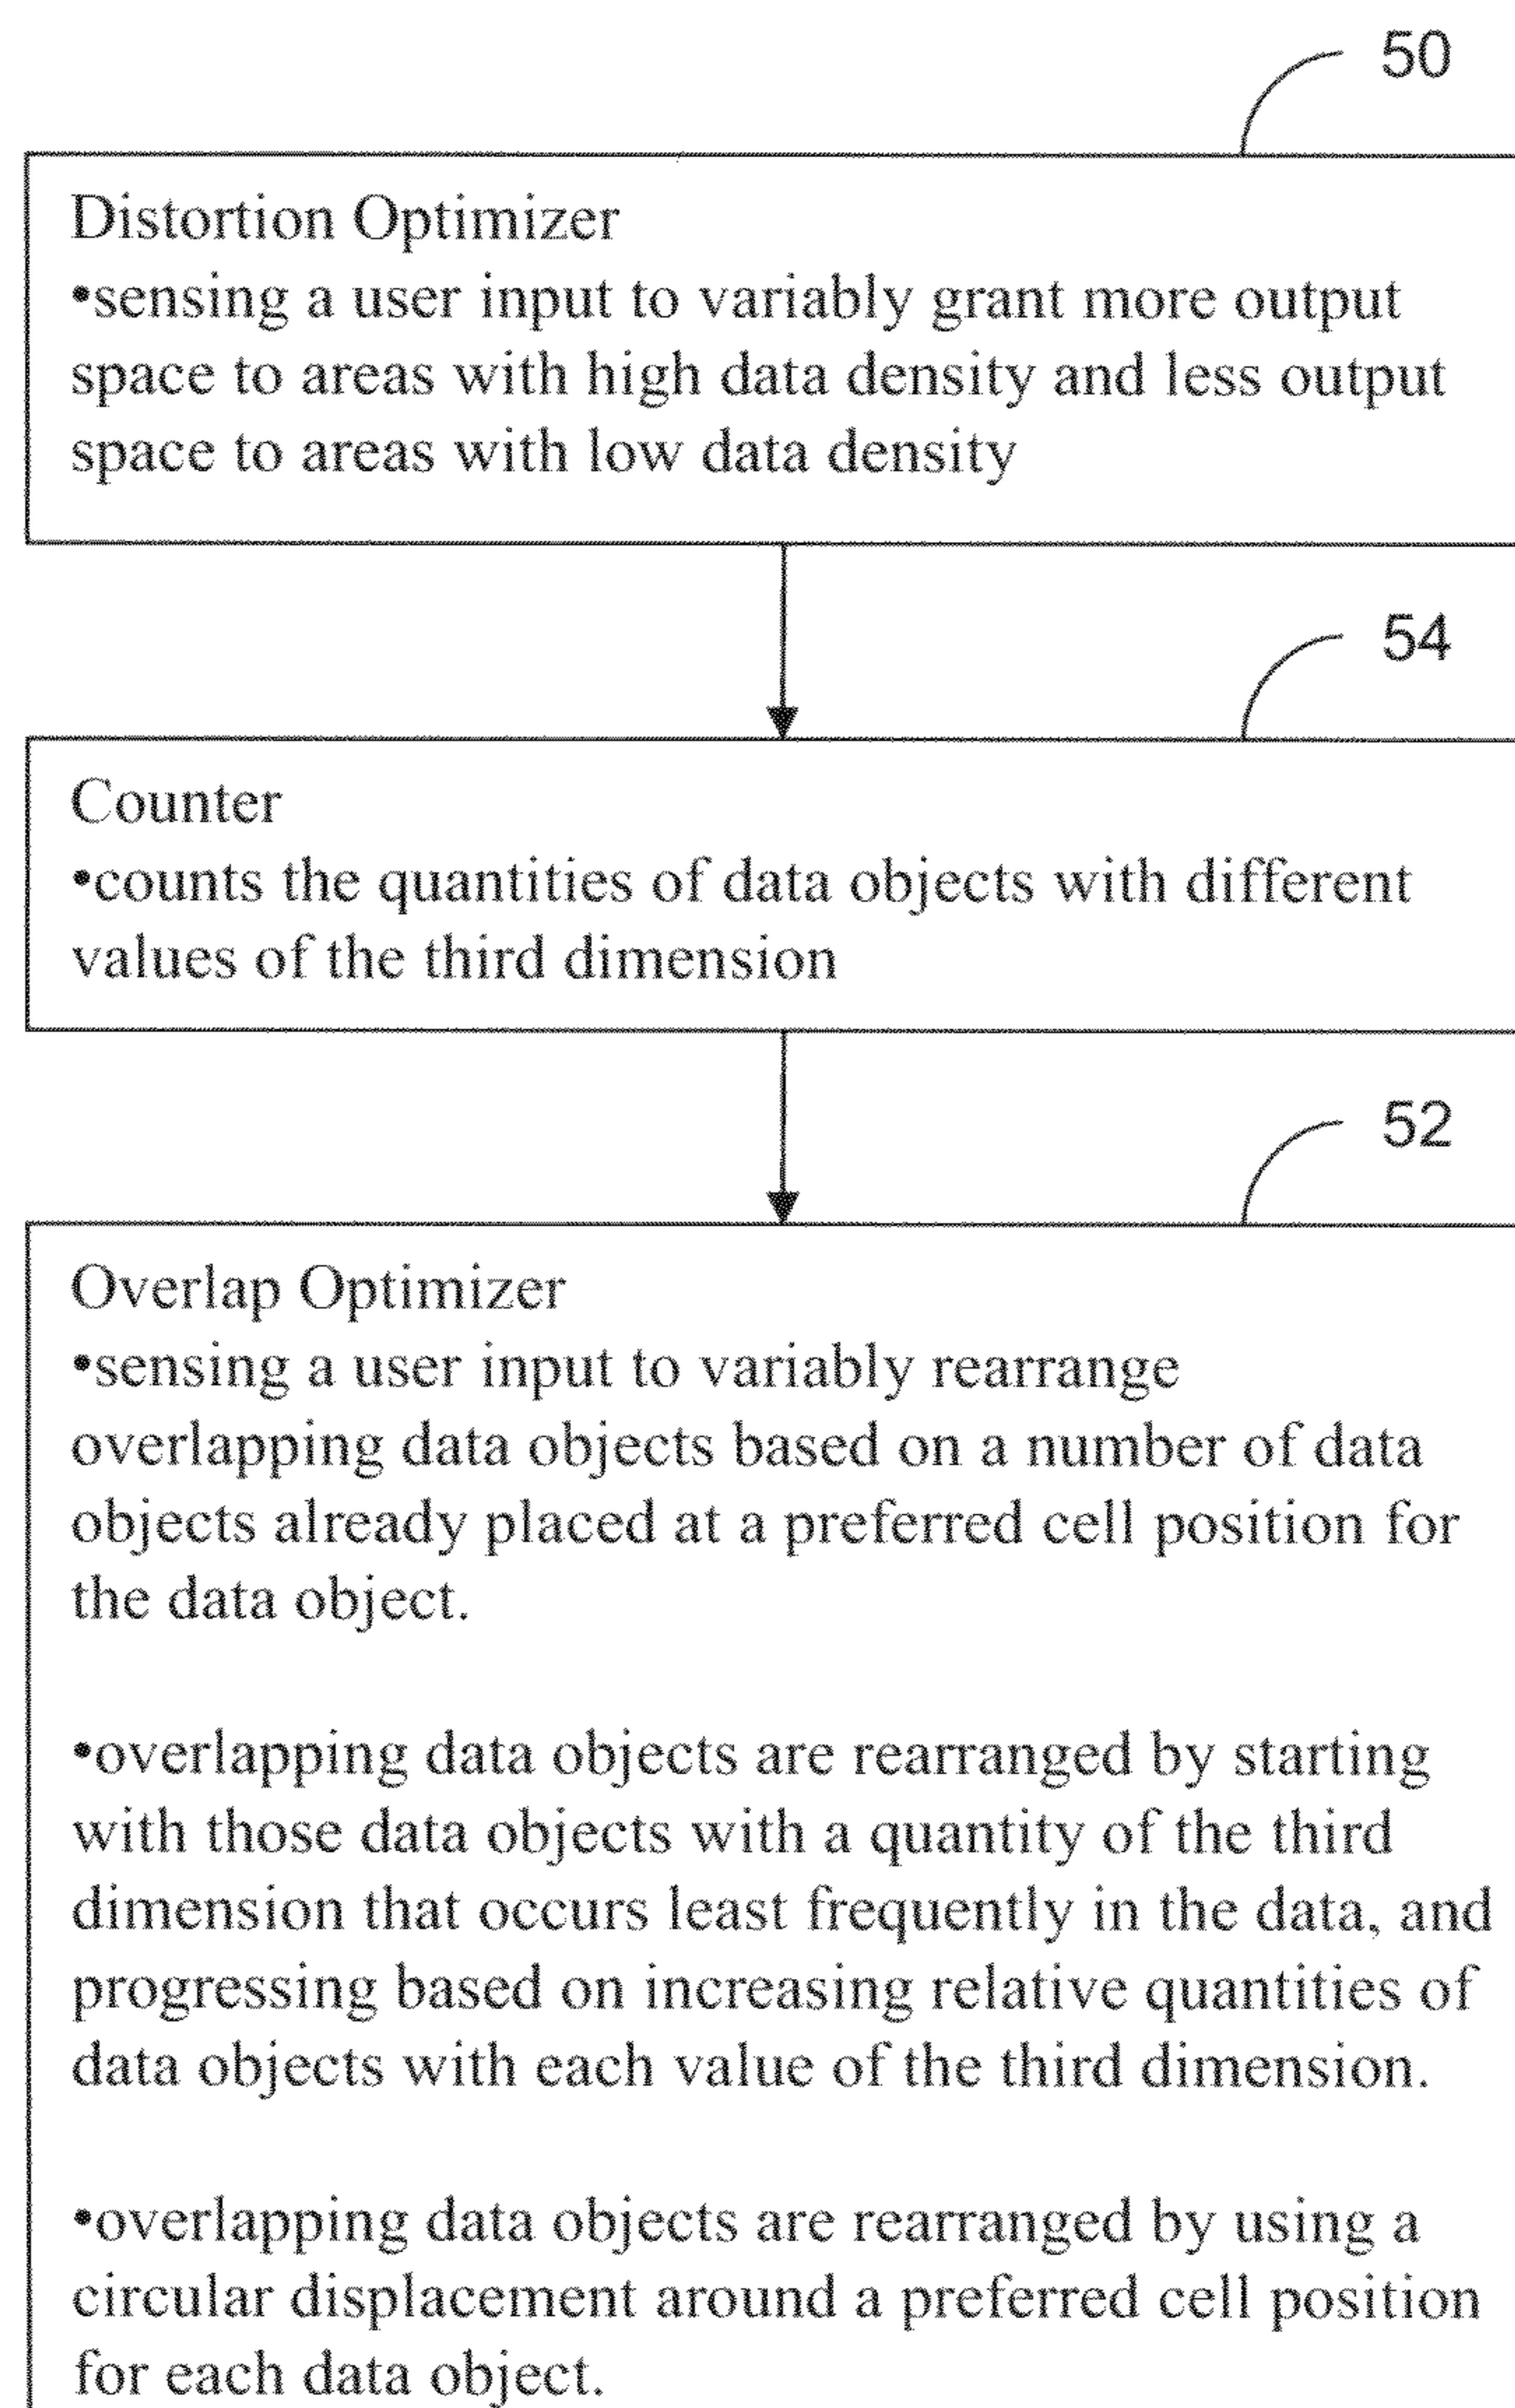 50
Distortion Optimizer
•sensing a user input to variably grant more output
space to areas with high data density and less output
space to areas with low data density
54
Counter
•counts the quantities of data objects with different
values of the third dimension
52
Overlap Optimizer
•sensing a user input to variably rearrange
overlapping data objects based on a number of data
objects already placed at a preferred cell position for
the data object.
•overlapping data objects are rearranged by starting
with those data objects with a quantity of the third
dimension that occurs least frequently in the data, and
progressing based on increasing relative quantities of
data objects with each value of the third dimension.
•overlapping data objects are rearranged by using a
circular displacement around a preferred cell position
for each data object.